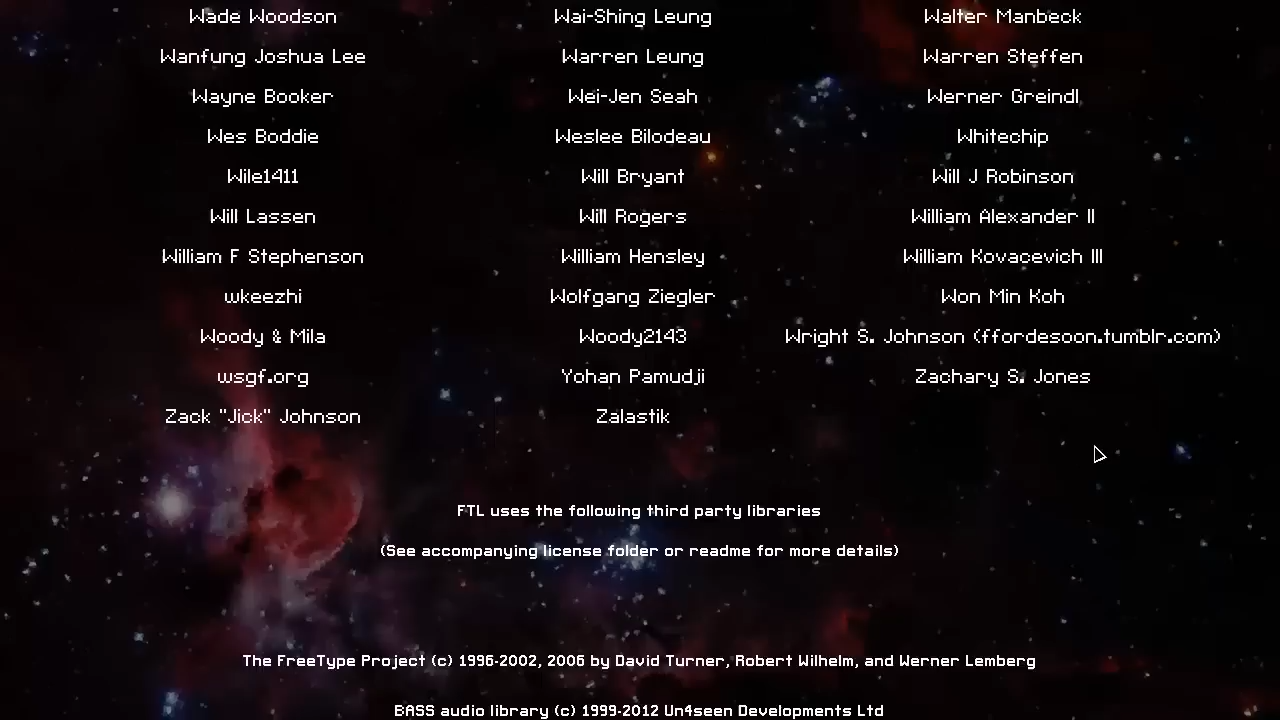 Wade Woodson Wai-Shing Leung Walter Manbeck
Wanfung Joshua Lee Warren Leung Warren Steffen
Wayne Booker Wei-Jen Seah Werner Greindl
Wes Boddie Weslee Bilodeau Whitechip
Wile1411 Will Bryant Will J Robinson
Will Lassen Will Rogers William Alexander II
William F Stephenson William Hensley William Kovacevich III
wkeezhi Wolfgang Ziegler Won Min Koh
Woody & Mila Woody2143 Wright S. Johnson (ffordesoon.tumblr.com)
wsgf.org Yohan Pamudji Zachary S. Jones
Zack "Jick" Johnson Zalastik
FTL uses the following third party libraries
(See accompanying license folder or readme for more details)
The FreeType Project (c) 1996-2002, 2006 by David Turner, Robert Wilhelm, and Werner Lemberg
BASS audio library (c) 1999-2012 Un4seen Developments Ltd